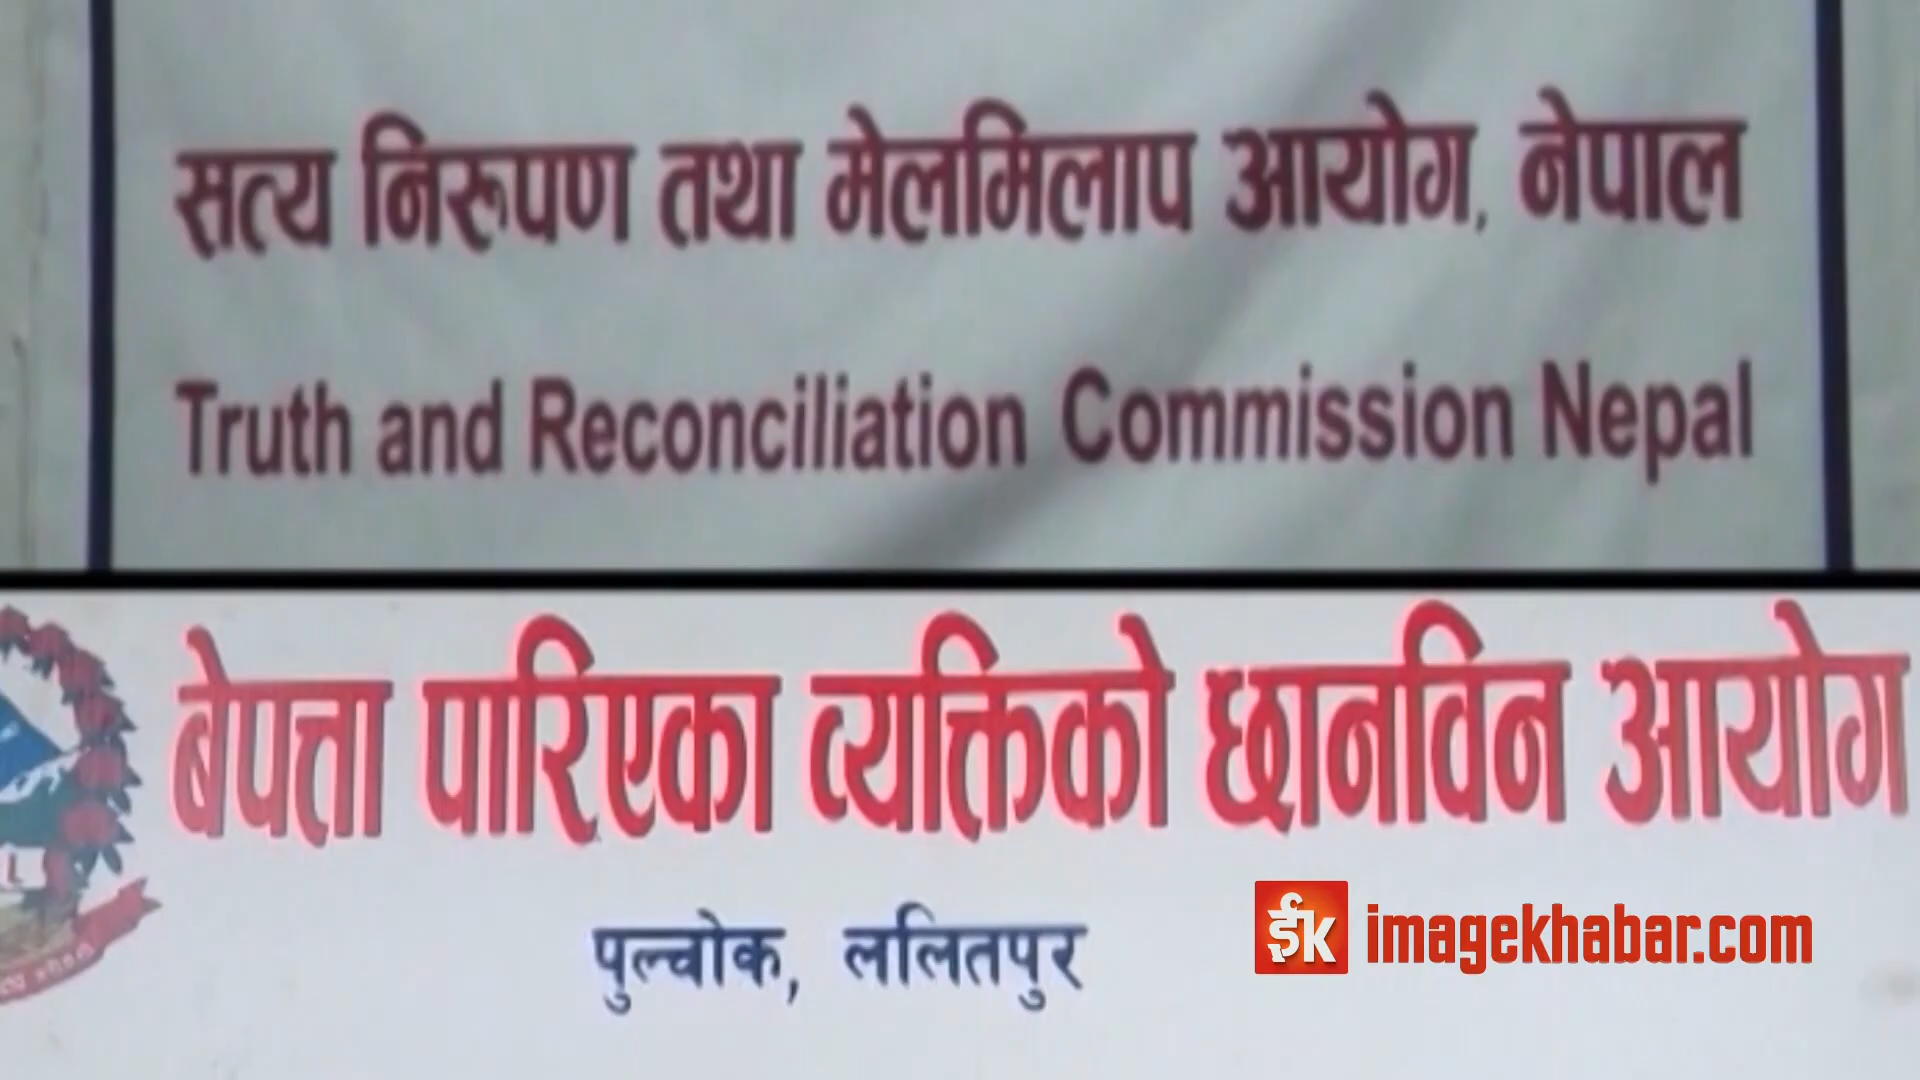 सत्य निरूपण तथा मेलमिलाप आयोग, नेपाल
Truth and Reconciliation Commission Nepal
बेपत्ता पारिएका व्यक्तिको छानविन आयोग
पुल्चोक, ललितपुर
ईk imagekhabar.com